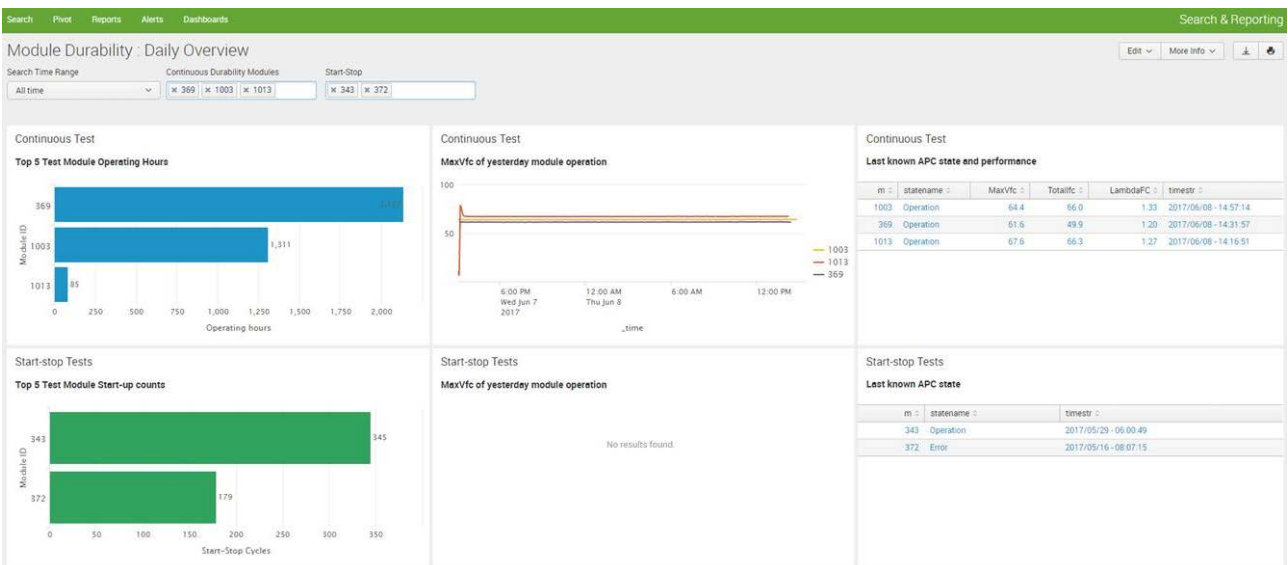 Search Pivot Reports Alerts Dashboards Search & Reporting
Module Durability : Daily Overview
Edit More Info
Search Time Range Continuous Durability Modules Start-Stop
All time × 369 × 1003 × 1013 × 343 × 372
Continuous Test
Top 5 Test Module Operating Hours
Module ID
369
1003 1,311
1013 85
0 250 500 750 1,000 1,250 1,500 1,750 2,000
Operating hours
Continuous Test
MaxVfc of yesterday module operation
100
50
1003
1013
369
6:00 PM 12:00 AM 6:00 AM 12:00 PM
Wed Jun 7 Thu Jun 8
2017
_time
Continuous Test
Last known APC state and performance
m statename MaxVfc TotalIfc LambdaFC timestr
1003 Operation 64.4 66.0 1.33 2017/06/08 - 14:57:14
369 Operation 61.6 49.9 1.20 2017/06/08 - 14:31:57
1013 Operation 67.6 66.3 1.27 2017/06/08 - 14:16:51
Start-stop Tests
Top 5 Test Module Start-up counts
Module ID
343 345
372 179
0 50 100 150 200 250 300 350
Start-Stop Cycles
Start-stop Tests
MaxVfc of yesterday module operation
No results found.
Start-stop Tests
Last known APC state
m statename timestr
343 Operation 2017/05/29 - 06:00:49
372 Error 2017/05/16 - 08:07:15